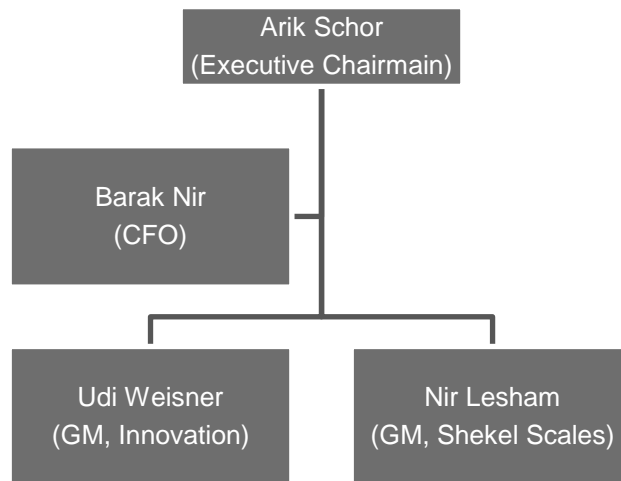 Arik Schor
(Executive Chairmain)
Barak Nir
(CFO)
Udi Weisner
(GM, Innovation)
Nir Lesham
(GM, Shekel Scales)